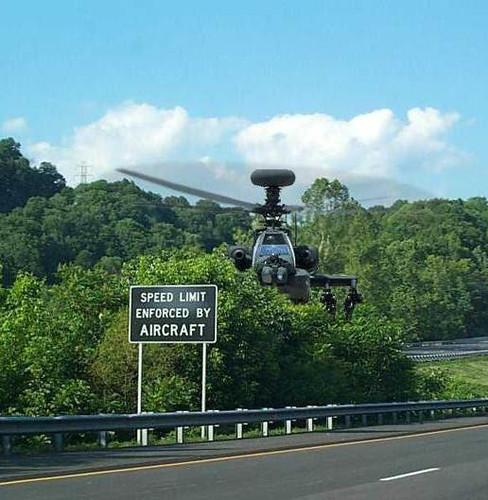 SPEED LIMIT
ENFORCED BY
AIRCRAFT